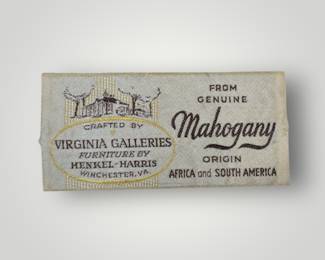 CRAFTED BY
VIRGINIA GALLERIES
FURNITURE BY
HENKEL-HARRIS
WINCHESTER, VA.
FROM
GENUINE
Mahogany
ORIGIN
AFRICA and SOUTH AMERICA